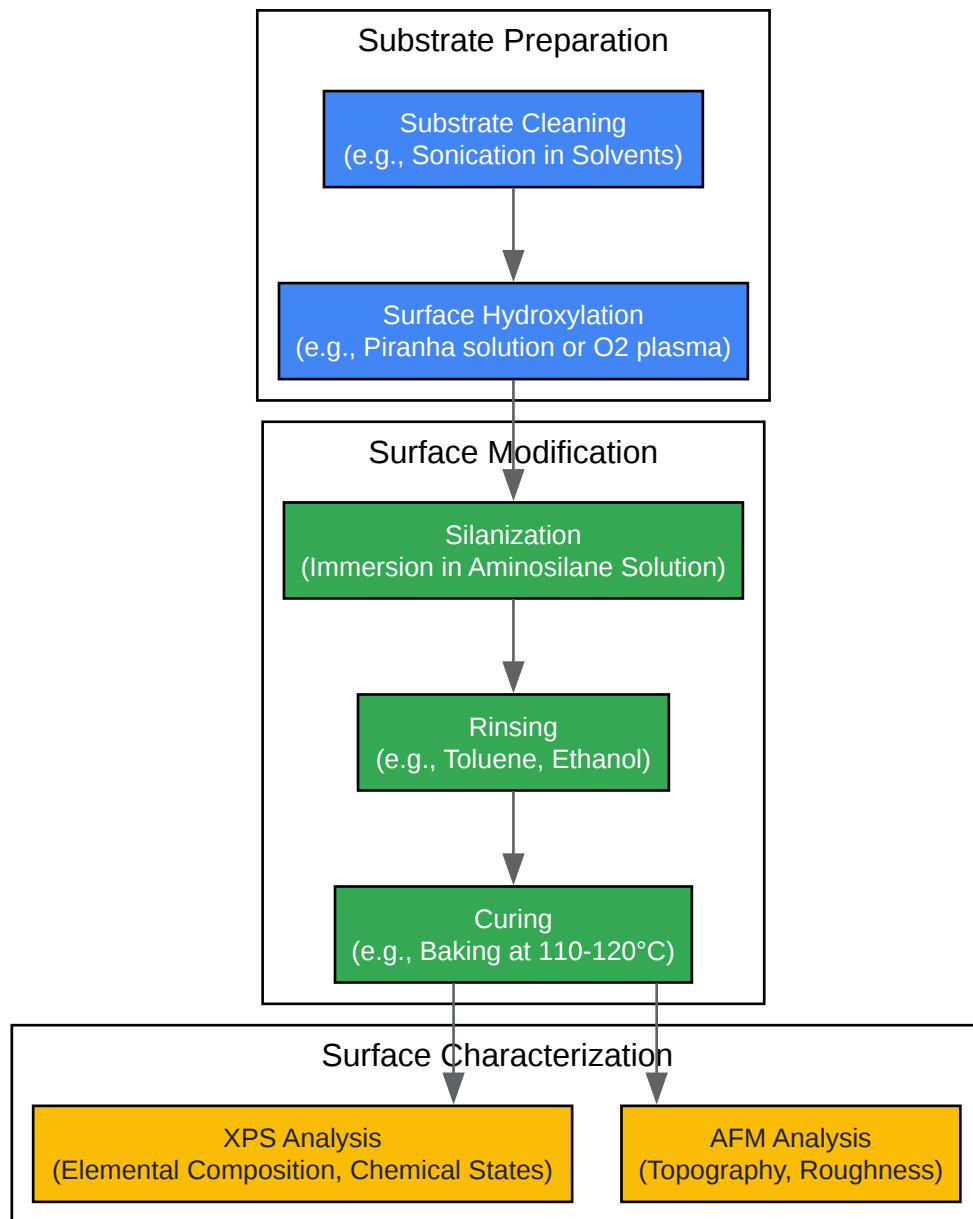 Substrate Preparation
Substrate Cleaning
(e.g., Sonication in Solvents)
Surface Hydroxylation
(e.g., Piranha solution or O2 plasma)
Surface Modification
Silanization
(Immersion in Aminosilane Solution)
Rinsing
(e.g., Toluene, Ethanol)
Curing
(e.g., Baking at 110-120°C)
Surface Characterization
XPS Analysis
(Elemental Composition, Chemical States)
AFM Analysis
(Topography, Roughness)